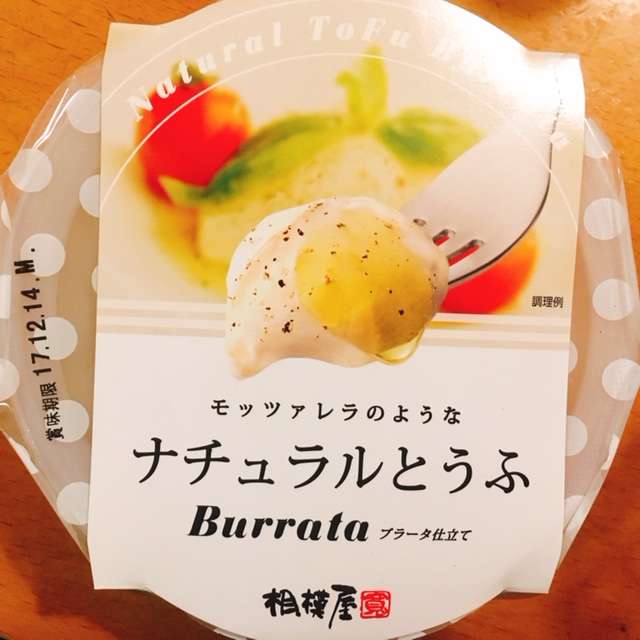 Natural ToFu
調理例
賞味期限 17.12.14.M.
モッツァレラのような
ナチュラルとうふ
Burrata ブラータ仕立て
相模屋